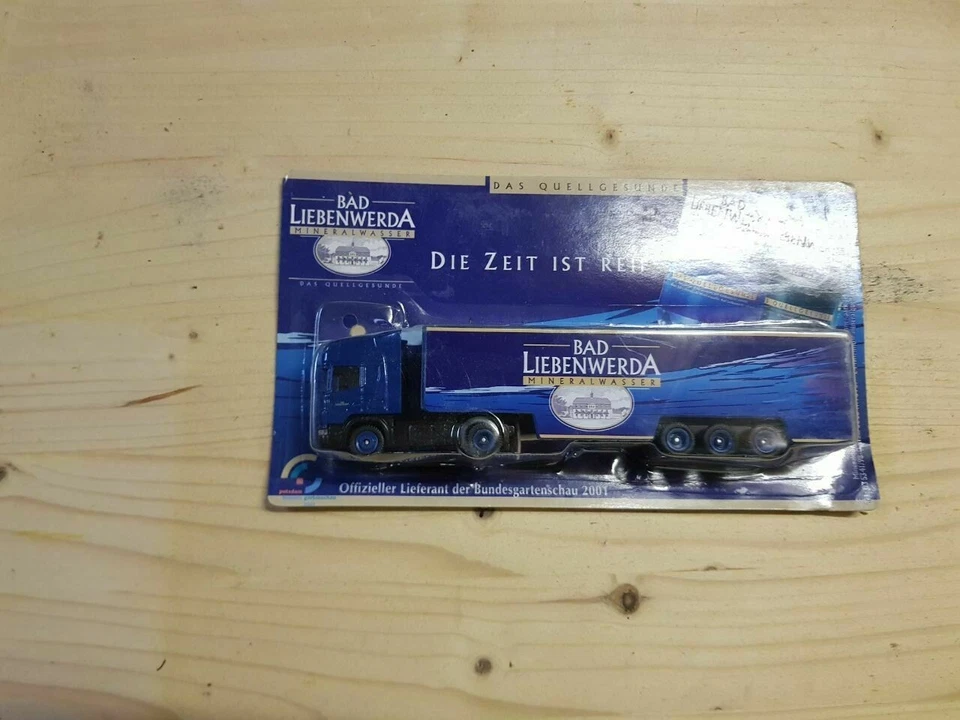 DAS QUELLGESUNDE
BAD
LIEBENWERDA
MINERALWASSER
DAS QUELLGESUNDE
DIE ZEIT IST REIF
BAD
LIEBENWERDA
MINERALWASSER
Offizieller Lieferant der Bundesgartenschau 2001
potsdam